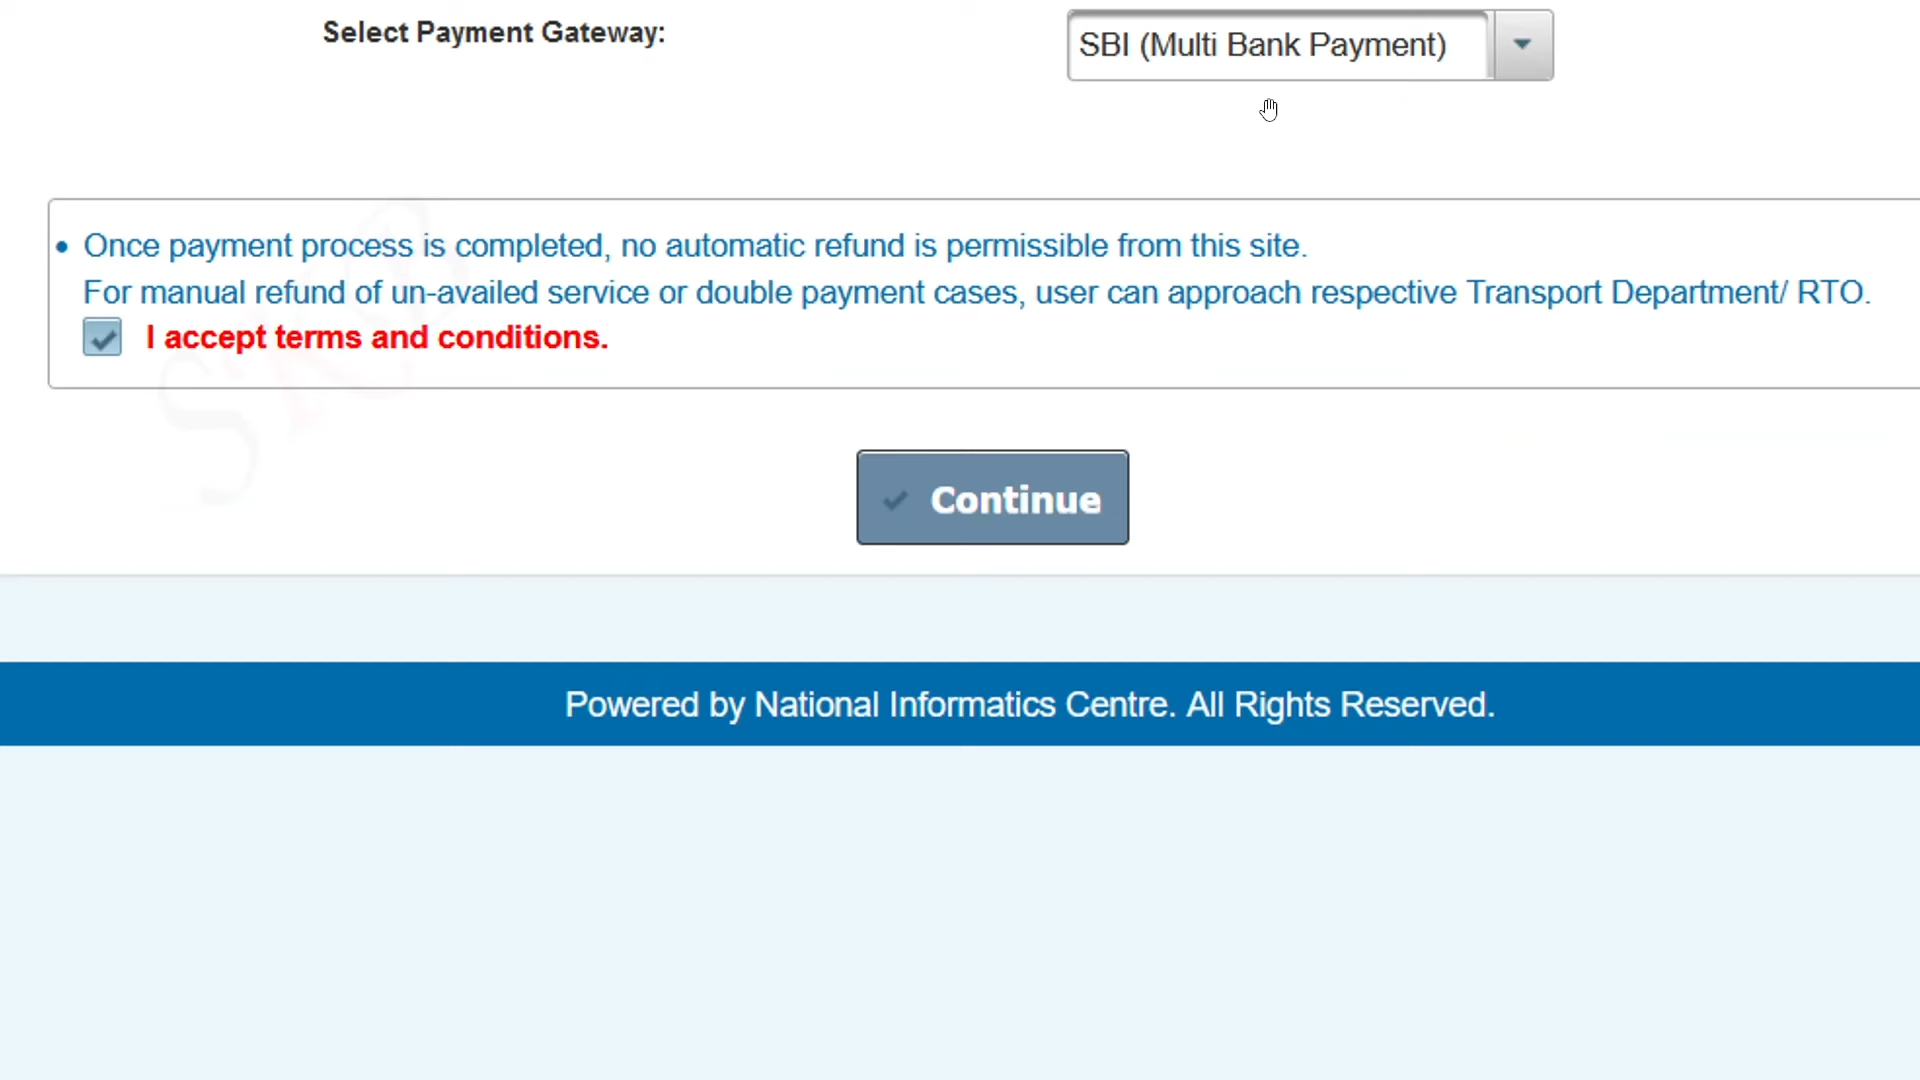 Select Payment Gateway:
SBI (Multi Bank Payment)
• Once payment process is completed, no automatic refund is permissible from this site.
For manual refund of un-availed service or double payment cases, user can approach respective Transport Department/ RTO.
I accept terms and conditions.
Continue
Powered by National Informatics Centre. All Rights Reserved.